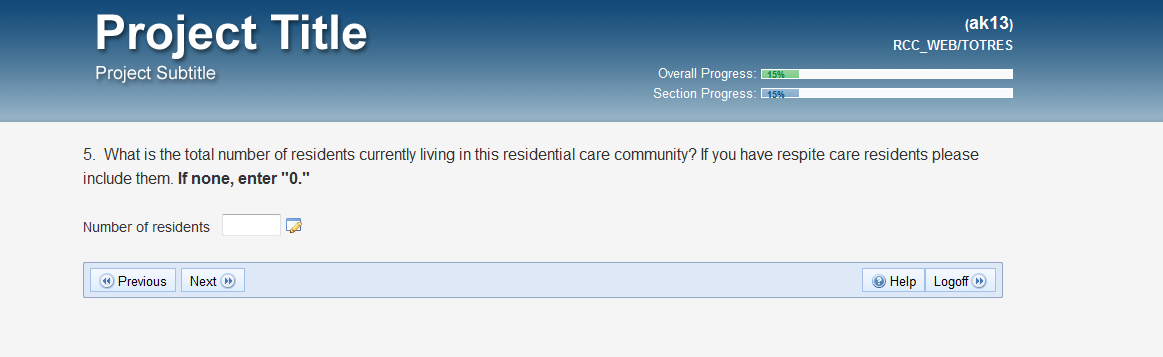 Project Title
Project Subtitle
(ak13)
RCC_WEB/TOTRES
Overall Progress: 15%
Section Progress: 15%
5. What is the total number of residents currently living in this residential care community? If you have respite care residents please
include them. If none, enter "0."
Number of residents
Previous Next Help Logoff